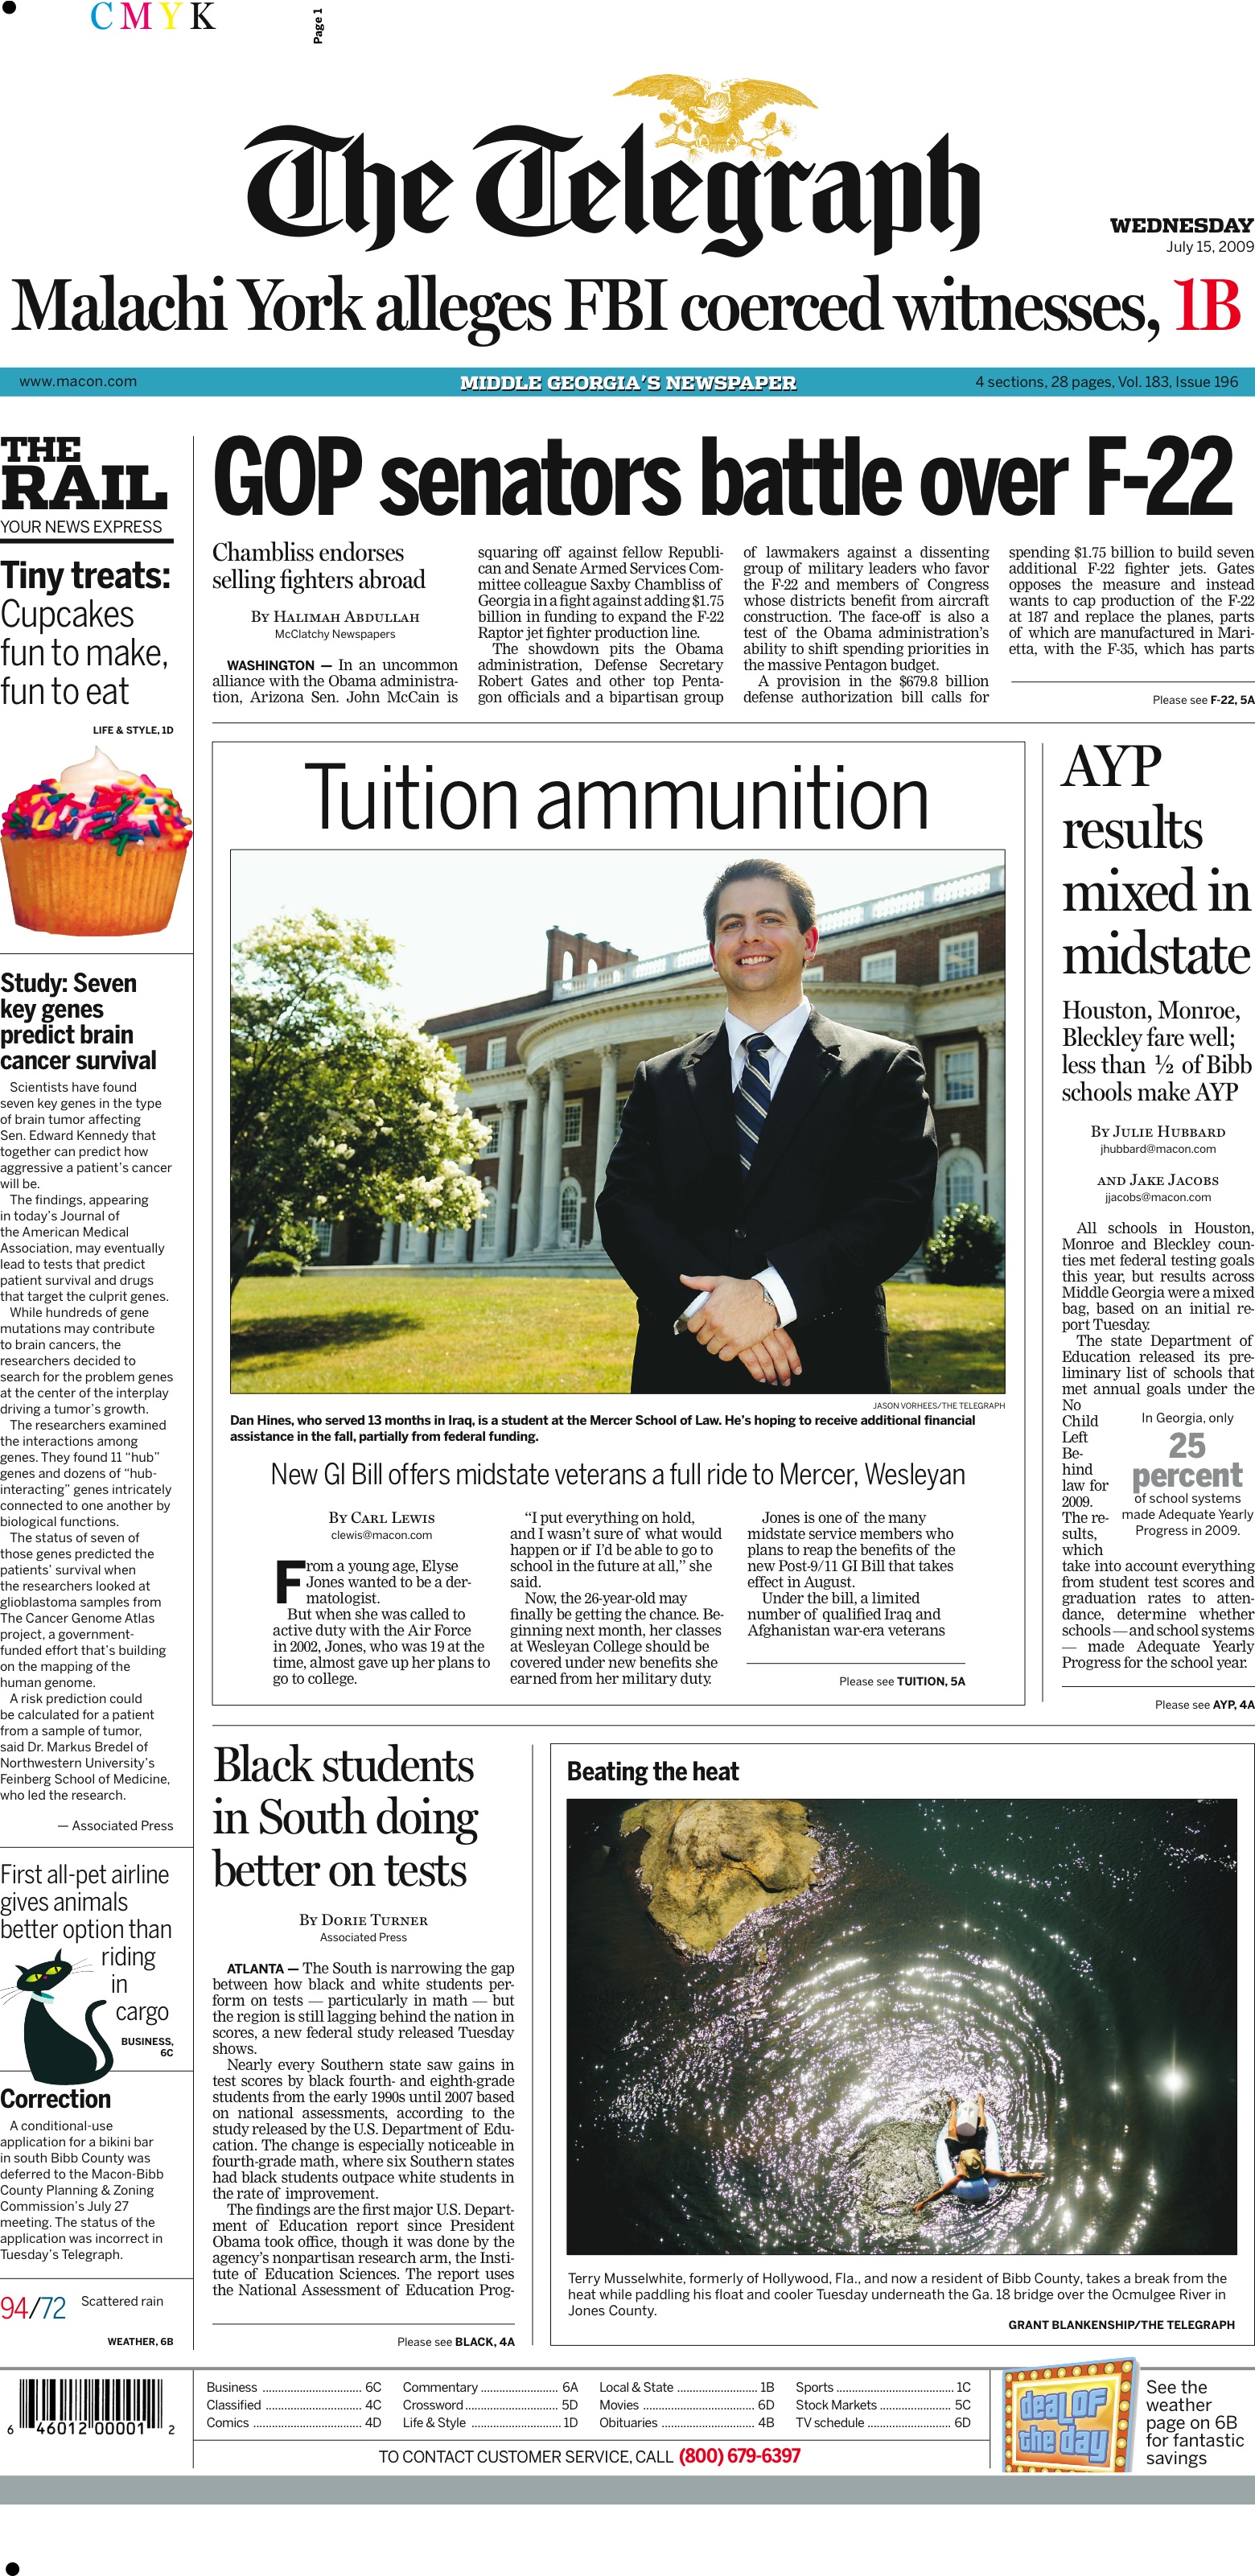 C M Y K
Page 1
The Telegraph
WEDNESDAY
July 15, 2009
Malachi York alleges FBI coerced witnesses, 1B
www.macon.com
MIDDLE GEORGIA'S NEWSPAPER
4 sections, 28 pages, Vol. 183, Issue 196
THE
RAIL
YOUR NEWS EXPRESS
Tiny treats:
Cupcakes
fun to make,
fun to eat
LIFE & STYLE, 1D
Study: Seven
key genes
predict brain
cancer survival
Scientists have found
seven key genes in the type
of brain tumor affecting
Sen. Edward Kennedy that
together can predict how
aggressive a patient's cancer
will be.
The findings, appearing
in today's Journal of
the American Medical
Association, may eventually
lead to tests that predict
patient survival and drugs
that target the culprit genes.
While hundreds of gene
mutations may contribute
to brain cancers, the
researchers decided to
search for the problem genes
at the center of the interplay
driving a tumor's growth.
The researchers examined
the interactions among
genes. They found 11 “hub”
genes and dozens of “hub-
interacting” genes intricately
connected to one another by
biological functions.
The status of seven of
those genes predicted the
patients' survival when
the researchers looked at
glioblastoma samples from
The Cancer Genome Atlas
project, a government-
funded effort that's building
on the mapping of the
human genome.
A risk prediction could
be calculated for a patient
from a sample of tumor,
said Dr. Markus Bredel of
Northwestern University's
Feinberg School of Medicine,
who led the research.
— Associated Press
First all-pet airline
gives animals
better option than
riding
in
cargo
BUSINESS,
6C
Correction
A conditional-use
application for a bikini bar
in south Bibb County was
deferred to the Macon-Bibb
County Planning & Zoning
Commission's July 27
meeting. The status of the
application was incorrect in
Tuesday's Telegraph.
94/72 Scattered rain
WEATHER, 6B
GOP senators battle over F-22
Chambliss endorses
selling fighters abroad
BY HALIMAH ABDULLAH
McClatchy Newspapers
WASHINGTON — In an uncommon
alliance with the Obama administra-
tion, Arizona Sen. John McCain is
squaring off against fellow Republi-
can and Senate Armed Services Com-
mittee colleague Saxby Chambliss of
Georgia in a fight against adding $1.75
billion in funding to expand the F-22
Raptor jet fighter production line.
The showdown pits the Obama
administration, Defense Secretary
Robert Gates and other top Penta-
gon officials and a bipartisan group
of lawmakers against a dissenting
group of military leaders who favor
the F-22 and members of Congress
whose districts benefit from aircraft
construction. The face-off is also a
test of the Obama administration's
ability to shift spending priorities in
the massive Pentagon budget.
A provision in the $679.8 billion
defense authorization bill calls for
spending $1.75 billion to build seven
additional F-22 fighter jets. Gates
opposes the measure and instead
wants to cap production of the F-22
at 187 and replace the planes, parts
of which are manufactured in Mari-
etta, with the F-35, which has parts
Please see F-22, 5A
Tuition ammunition
JASON VORHEES/THE TELEGRAPH
Dan Hines, who served 13 months in Iraq, is a student at the Mercer School of Law. He's hoping to receive additional financial
assistance in the fall, partially from federal funding.
New GI Bill offers midstate veterans a full ride to Mercer, Wesleyan
BY CARL LEWIS
clewis@macon.com
From a young age, Elyse
Jones wanted to be a der-
matologist.
But when she was called to
active duty with the Air Force
in 2002, Jones, who was 19 at the
time, almost gave up her plans to
go to college.
“I put everything on hold,
and I wasn't sure of what would
happen or if I'd be able to go to
school in the future at all,” she
said.
Now, the 26-year-old may
finally be getting the chance. Be-
ginning next month, her classes
at Wesleyan College should be
covered under new benefits she
earned from her military duty.
Jones is one of the many
midstate service members who
plans to reap the benefits of the
new Post-9/11 GI Bill that takes
effect in August.
Under the bill, a limited
number of qualified Iraq and
Afghanistan war-era veterans
Please see TUITION, 5A
AYP
results
mixed in
midstate
Houston, Monroe,
Bleckley fare well;
less than ½ of Bibb
schools make AYP
BY JULIE HUBBARD
jhubbard@macon.com
AND JAKE JACOBS
jjacobs@macon.com
All schools in Houston,
Monroe and Bleckley coun-
ties met federal testing goals
this year, but results across
Middle Georgia were a mixed
bag, based on an initial re-
port Tuesday.
The state Department of
Education released its pre-
liminary list of schools that
met annual goals under the
No
Child
Left
Be-
hind
law for
2009.
The re-
sults,
which
take into account everything
from student test scores and
graduation rates to atten-
dance, determine whether
schools — and school systems
— made Adequate Yearly
Progress for the school year.
In Georgia, only
25
percent
of school systems
made Adequate Yearly
Progress in 2009.
Please see AYP, 4A
Black students
in South doing
better on tests
BY DORIE TURNER
Associated Press
ATLANTA — The South is narrowing the gap
between how black and white students per-
form on tests — particularly in math — but
the region is still lagging behind the nation in
scores, a new federal study released Tuesday
shows.
Nearly every Southern state saw gains in
test scores by black fourth- and eighth-grade
students from the early 1990s until 2007 based
on national assessments, according to the
study released by the U.S. Department of Edu-
cation. The change is especially noticeable in
fourth-grade math, where six Southern states
had black students outpace white students in
the rate of improvement.
The findings are the first major U.S. Depart-
ment of Education report since President
Obama took office, though it was done by the
agency's nonpartisan research arm, the Insti-
tute of Education Sciences. The report uses
the National Assessment of Education Prog-
Please see BLACK, 4A
Beating the heat
Terry Musselwhite, formerly of Hollywood, Fla., and now a resident of Bibb County, takes a break from the
heat while paddling his float and cooler Tuesday underneath the Ga. 18 bridge over the Ocmulgee River in
Jones County.
GRANT BLANKENSHIP/THE TELEGRAPH
6 46012 00001 2
Business 6C Commentary 6A Local & State 1B Sports 1C
Classified 4C Crossword 5D Movies 6D Stock Markets 5C
Comics 4D Life & Style 1D Obituaries 4B TV schedule 6D
TO CONTACT CUSTOMER SERVICE, CALL (800) 679-6397
deal of
the day
See the
weather
page on 6B
for fantastic
savings